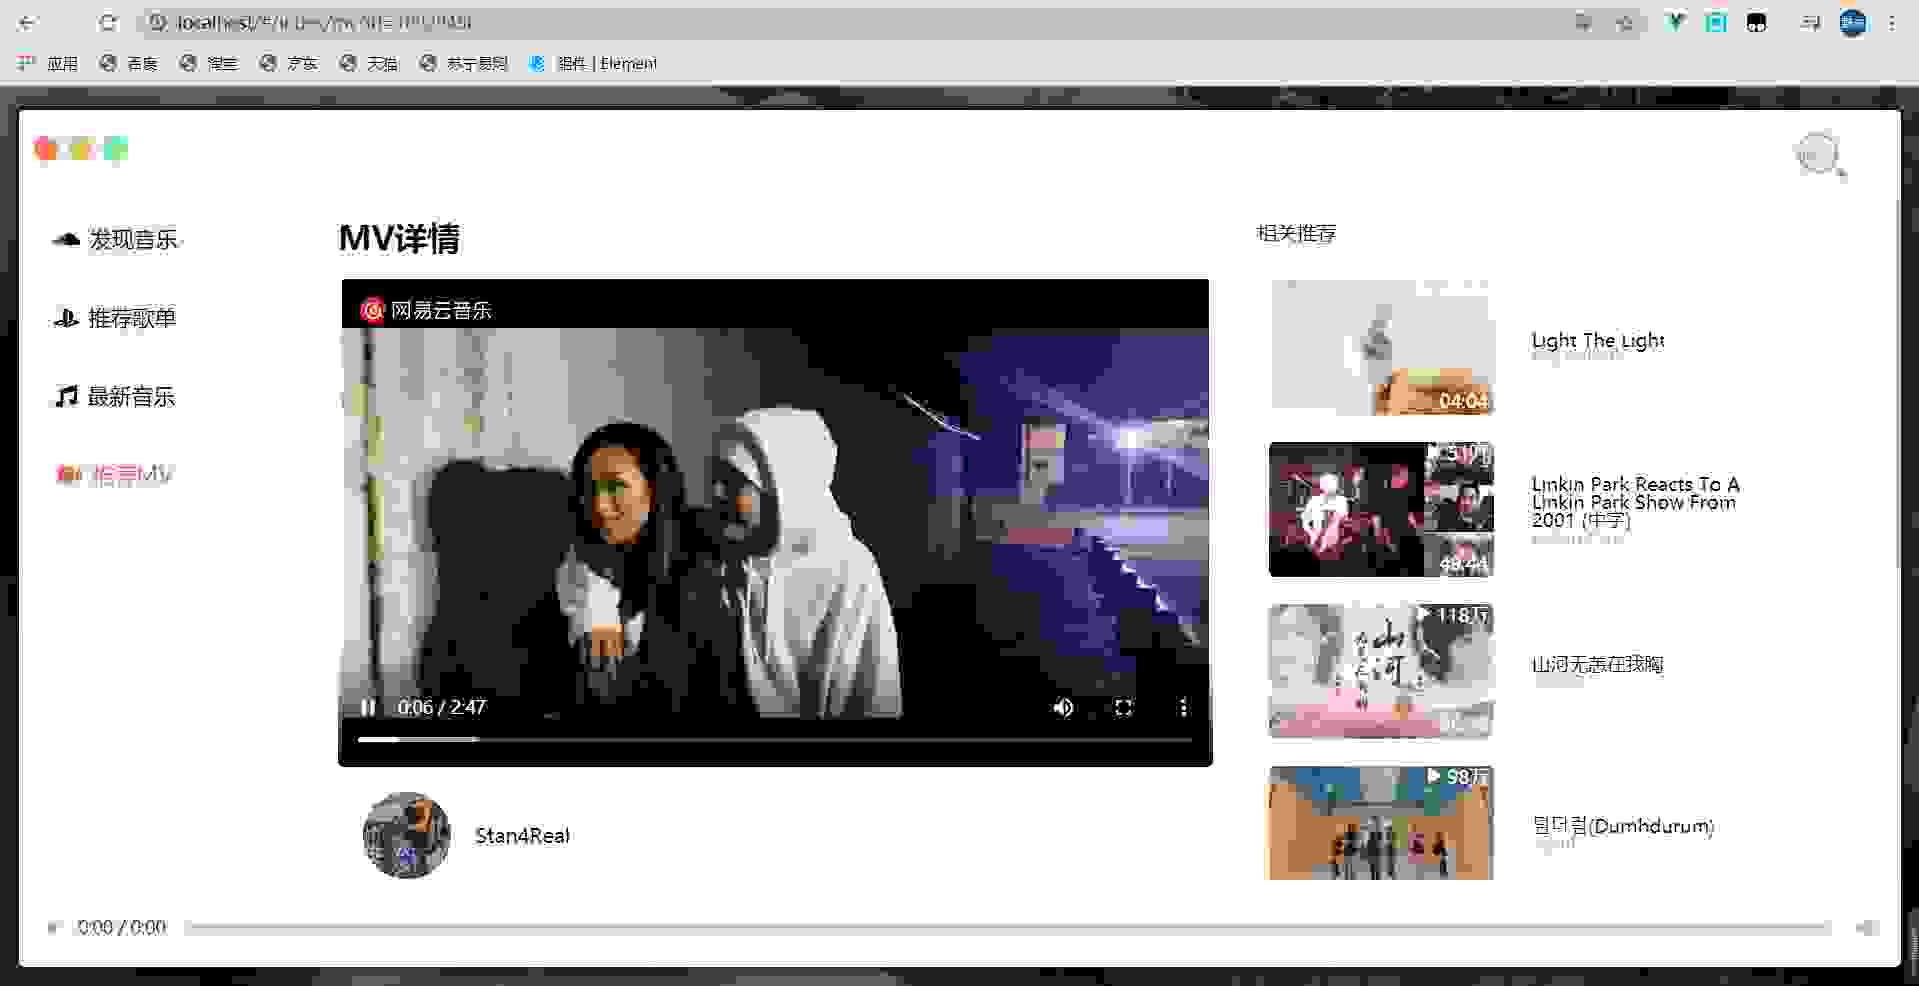 localhost/#/
应用 百度 淘宝 京东 天猫 苏宁易购 组件 | Element
发现音乐
推荐歌单
最新音乐
推荐MV
MV详情
网易云音乐
0:06 / 2:47
Stan4Real
相关推荐
04:04
Light The Light
48:44
Linkin Park Reacts To A
Linkin Park Show From
2001 (中字)
118万
山河无恙在我胸
98万
덤더럼(Dumhdurum)
0:00 / 0:00